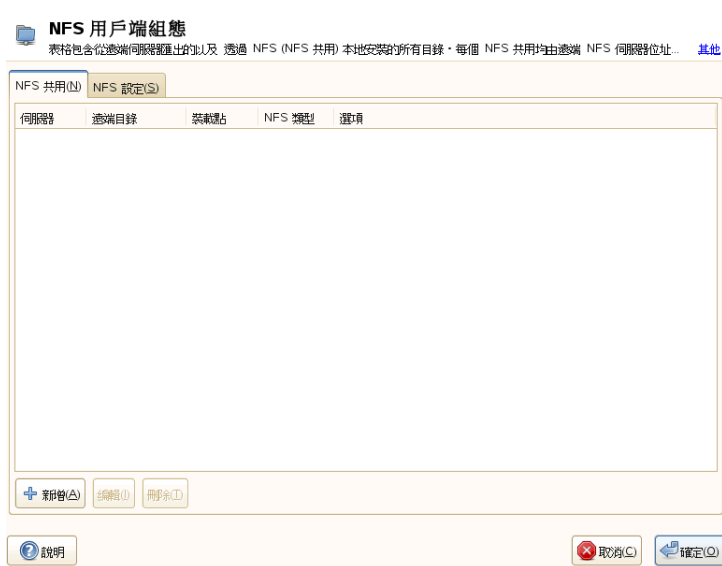 NFS 用戶端組態
表格包含從遠端伺服器匯出的以及 透過 NFS (NFS 共用) 本地安裝的所有目錄。每個 NFS 共用均由遠端 NFS 伺服器位址... 其他
NFS 共用(N) NFS 設定(S)
伺服器 遠端目錄 裝載點 NFS 類型 選項
新增(A) 編輯(I) 刪除(T)
說明 取消(C) 確定(O)